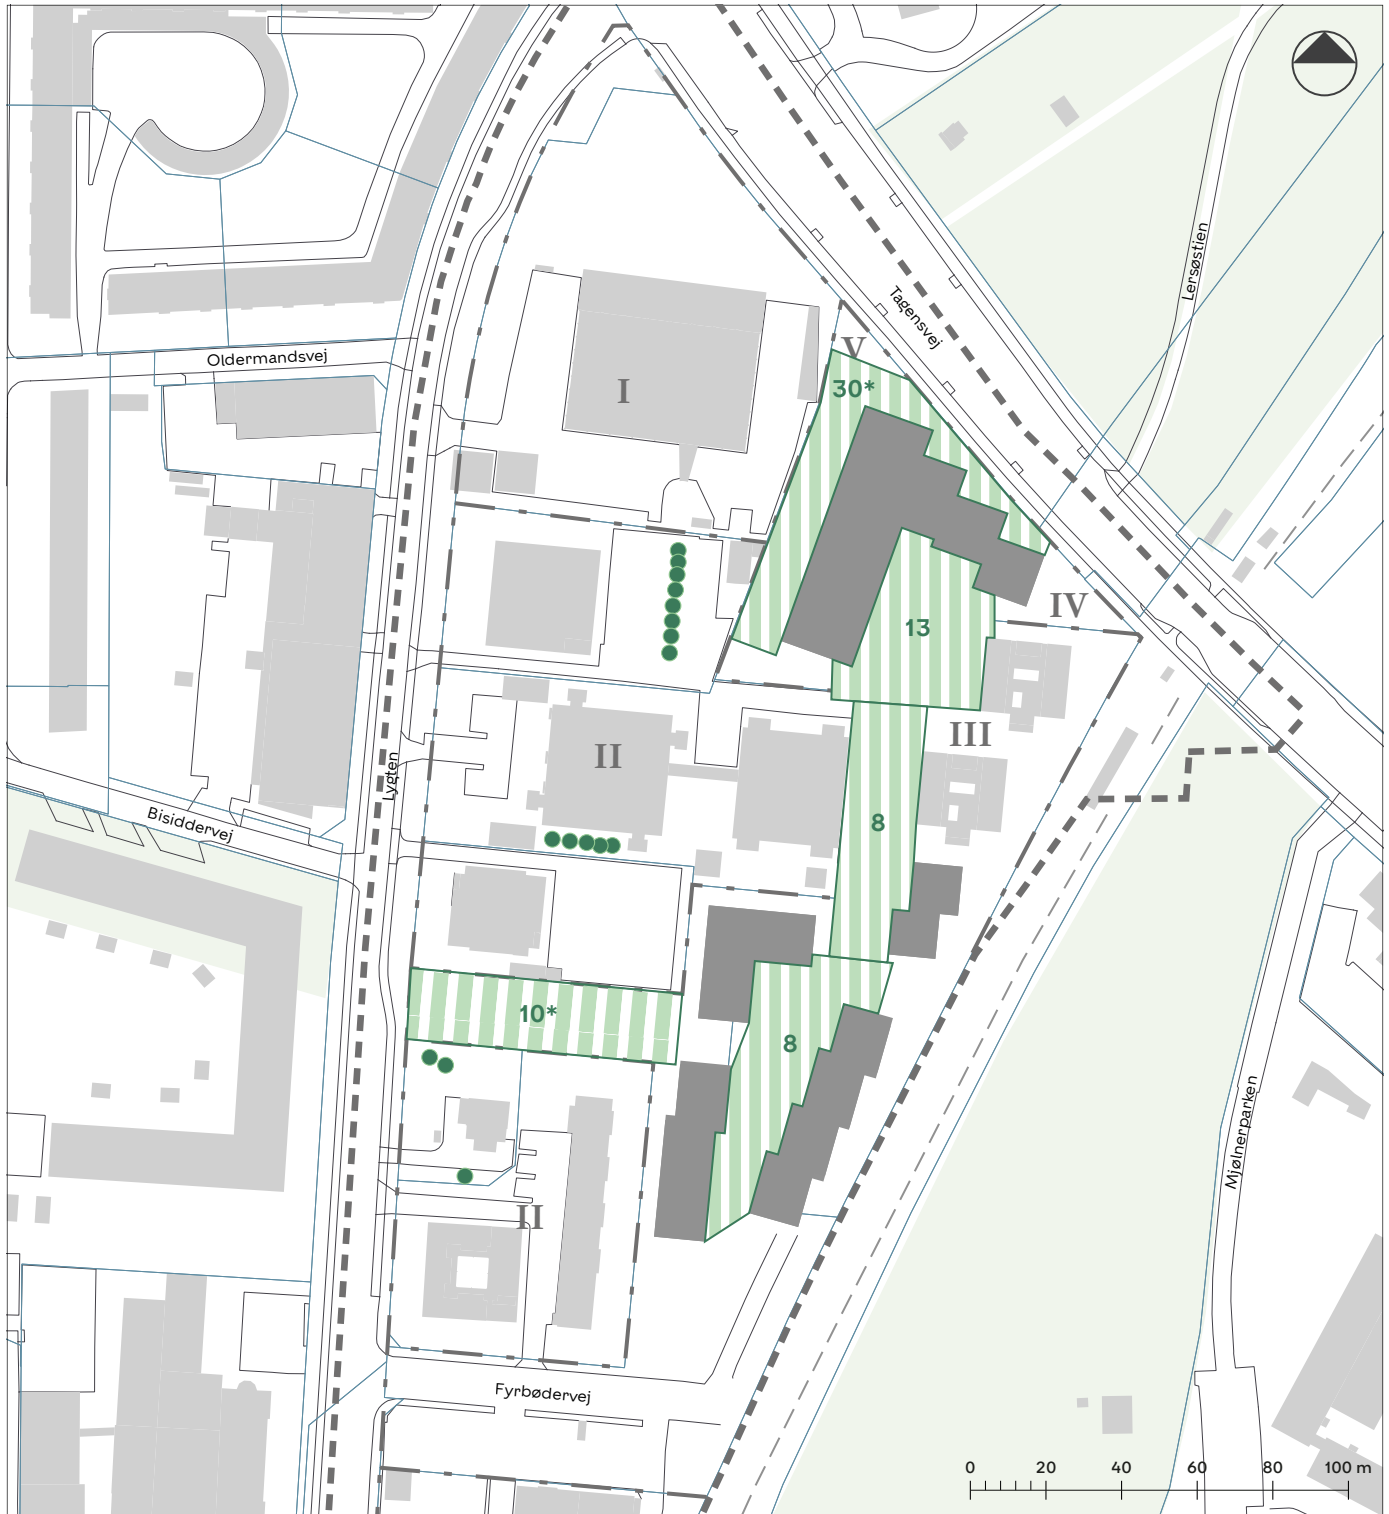 Lersøstien
Tagensvej
Oldermandsvej
V
30*
I
IV
13
III
II
Lygten
Bisiddervej
8
10*
8
Mjølnerparken
II
Fyrbødervej
0 20 40 60 80 100 m